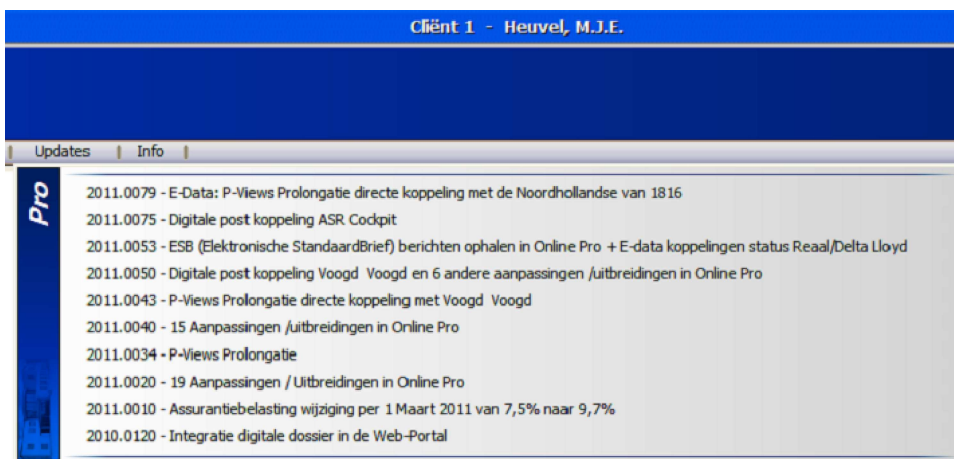 Cliënt 1 - Heuvel, M.J.E.
| Updates | Info |
Pro
2011.0079 - E-Data: P-Views Prolongatie directe koppeling met de Noordhollandse van 1816
2011.0075 - Digitale post koppeling ASR Cockpit
2011.0053 - ESB (Elektronische StandaardBrief) berichten ophalen in Online Pro + E-data koppelingen status Reaal/Delta Lloyd
2011.0050 - Digitale post koppeling Voogd  Voogd en 6 andere aanpassingen /uitbreidingen in Online Pro
2011.0043 - P-Views Prolongatie directe koppeling met Voogd  Voogd
2011.0040 - 15 Aanpassingen /uitbreidingen in Online Pro
2011.0034 - P-Views Prolongatie
2011.0020 - 19 Aanpassingen / Uitbreidingen in Online Pro
2011.0010 - Assurantiebelasting wijziging per 1 Maart 2011 van 7,5% naar 9,7%
2010.0120 - Integratie digitale dossier in de Web-Portal